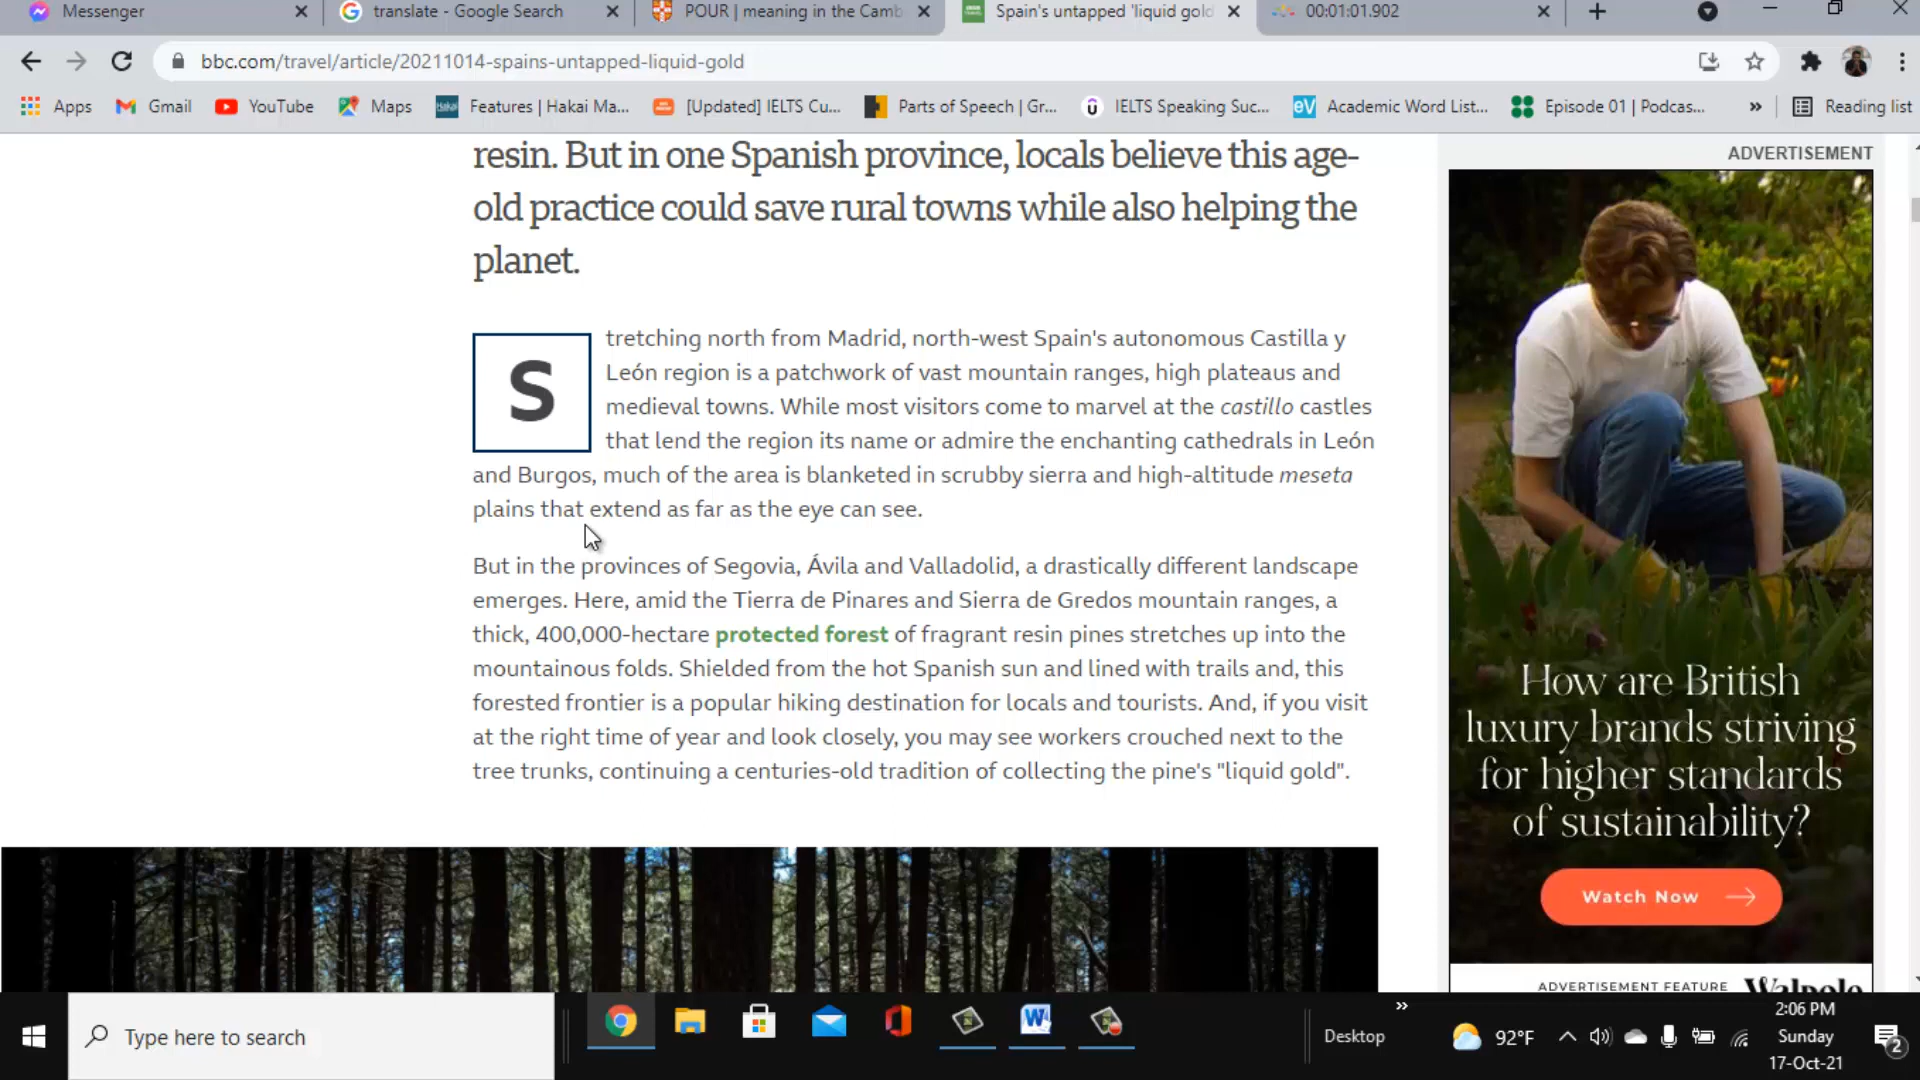 Messenger
translate - Google Search
POUR | meaning in the Camb
Spain's untapped 'liquid gold
00:01:01.902
bbc.com/travel/article/20211014-spains-untapped-liquid-gold
Apps
Gmail
YouTube
Maps
Hakai
Features | Hakai Ma...
[Updated] IELTS Cu...
Parts of Speech | Gr...
IELTS Speaking Suc...
eV
Academic Word List...
Episode 01 | Podcas...
»
Reading list
resin. But in one Spanish province, locals believe this age-
old practice could save rural towns while also helping the
planet.
S
tretching north from Madrid, north-west Spain's autonomous Castilla y
León region is a patchwork of vast mountain ranges, high plateaus and
medieval towns. While most visitors come to marvel at the castillo castles
that lend the region its name or admire the enchanting cathedrals in León
and Burgos, much of the area is blanketed in scrubby sierra and high-altitude meseta
plains that extend as far as the eye can see.
But in the provinces of Segovia, Ávila and Valladolid, a drastically different landscape
emerges. Here, amid the Tierra de Pinares and Sierra de Gredos mountain ranges, a
thick, 400,000-hectare protected forest of fragrant resin pines stretches up into the
mountainous folds. Shielded from the hot Spanish sun and lined with trails and, this
forested frontier is a popular hiking destination for locals and tourists. And, if you visit
at the right time of year and look closely, you may see workers crouched next to the
tree trunks, continuing a centuries-old tradition of collecting the pine's "liquid gold".
ADVERTISEMENT
How are British
luxury brands striving
for higher standards
of sustainability?
Watch Now
ADVERTISEMENT FEATURE
Walpole
Type here to search
Desktop
»
92°F
2:06 PM
Sunday
17-Oct-21
2